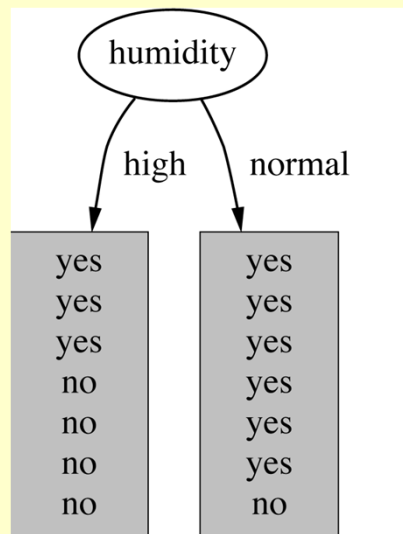 humidity
high normal
yes
yes
yes
no
no
no
no
yes
yes
yes
yes
yes
yes
no